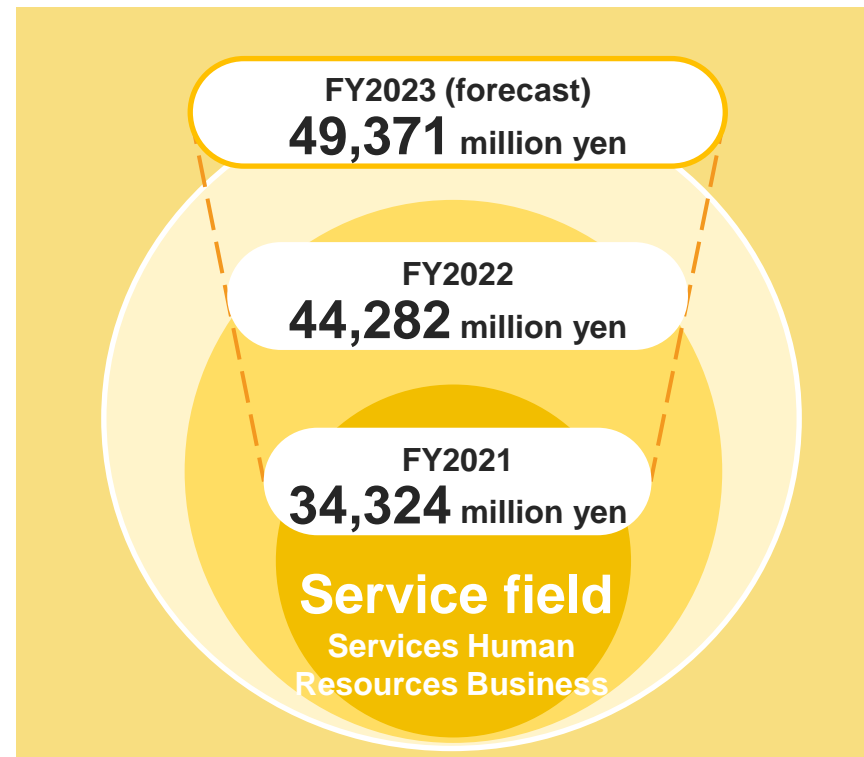 FY2023 (forecast)
49,371 million yen
FY2022
44,282 million yen
FY2021
34,324 million yen
Service field
Services Human
Resources Business